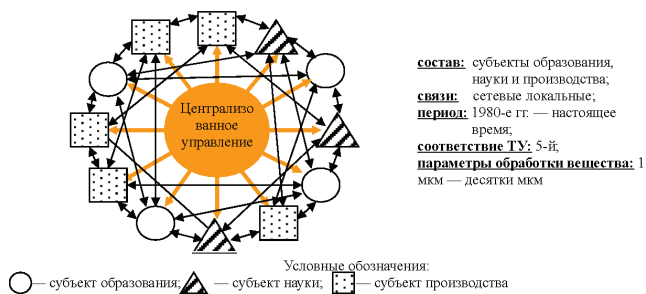 Централизо
ванное
управление
состав: субъекты образования,
науки и производства;
связи: сетевые локальные;
период: 1980-е гг. — настоящее
время;
соответствие ТУ: 5-й;
параметры обработки вещества: 1
мкм — десятки мкм
Условные обозначения:
— субъект образования; — субъект науки; — субъект производства